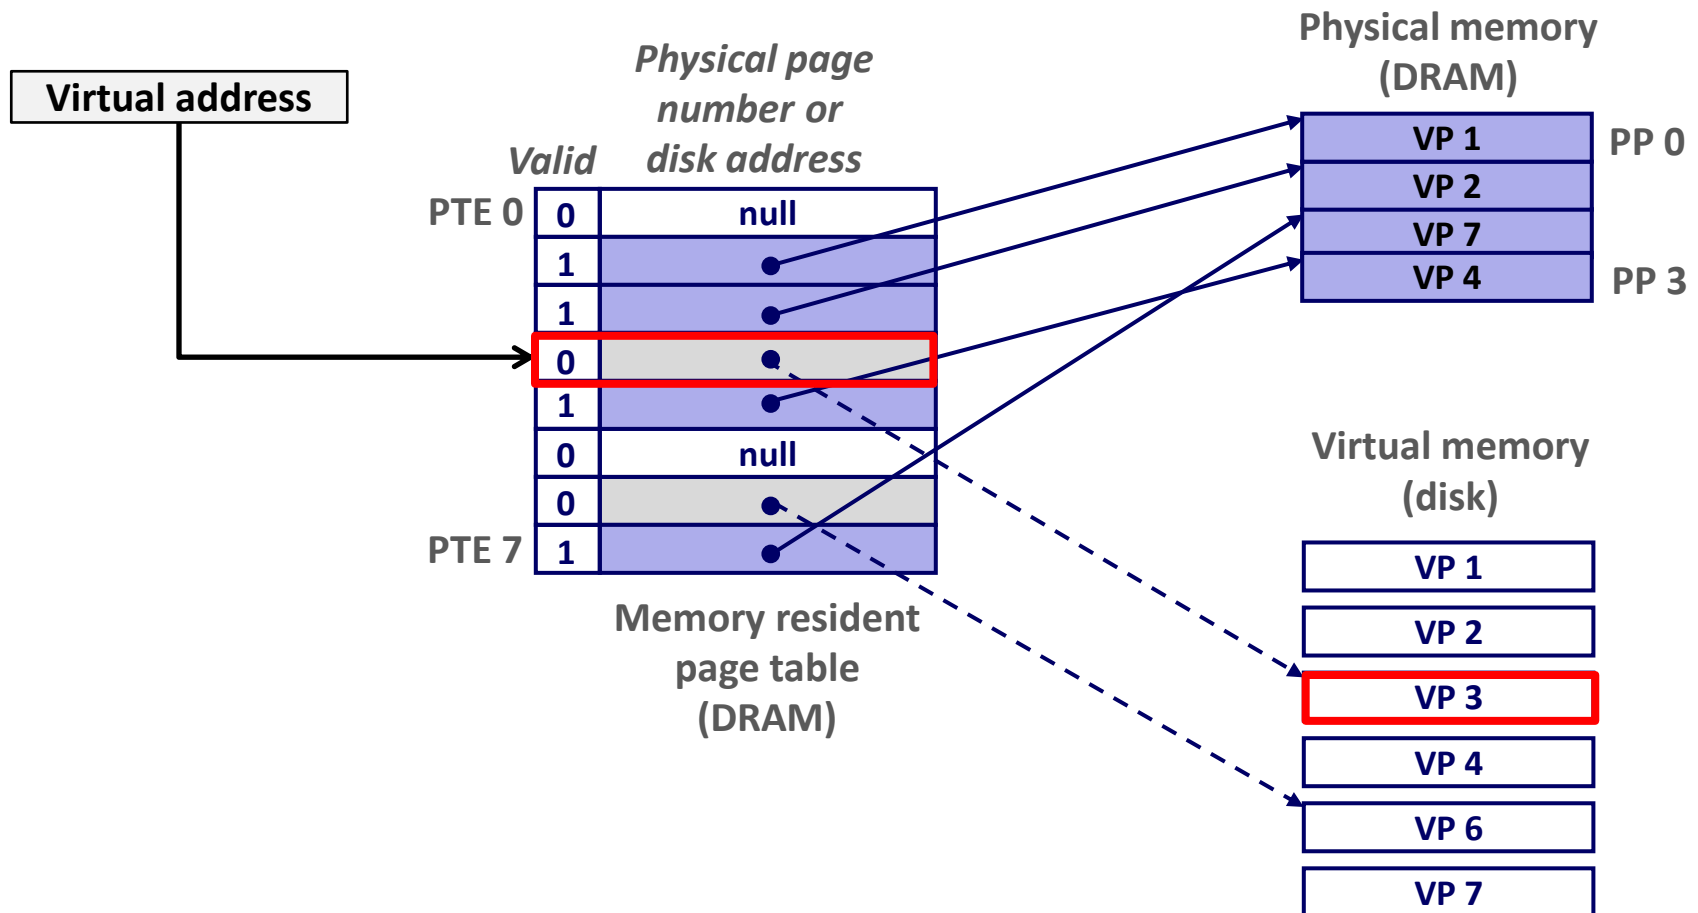 Virtual address
Physical page
number or
disk address
Valid
PTE 0
0
null
1
1
0
1
0
null
0
PTE 7
1
Memory resident
page table
(DRAM)
Physical memory
(DRAM)
VP 1
PP 0
VP 2
VP 7
VP 4
PP 3
Virtual memory
(disk)
VP 1
VP 2
VP 3
VP 4
VP 6
VP 7